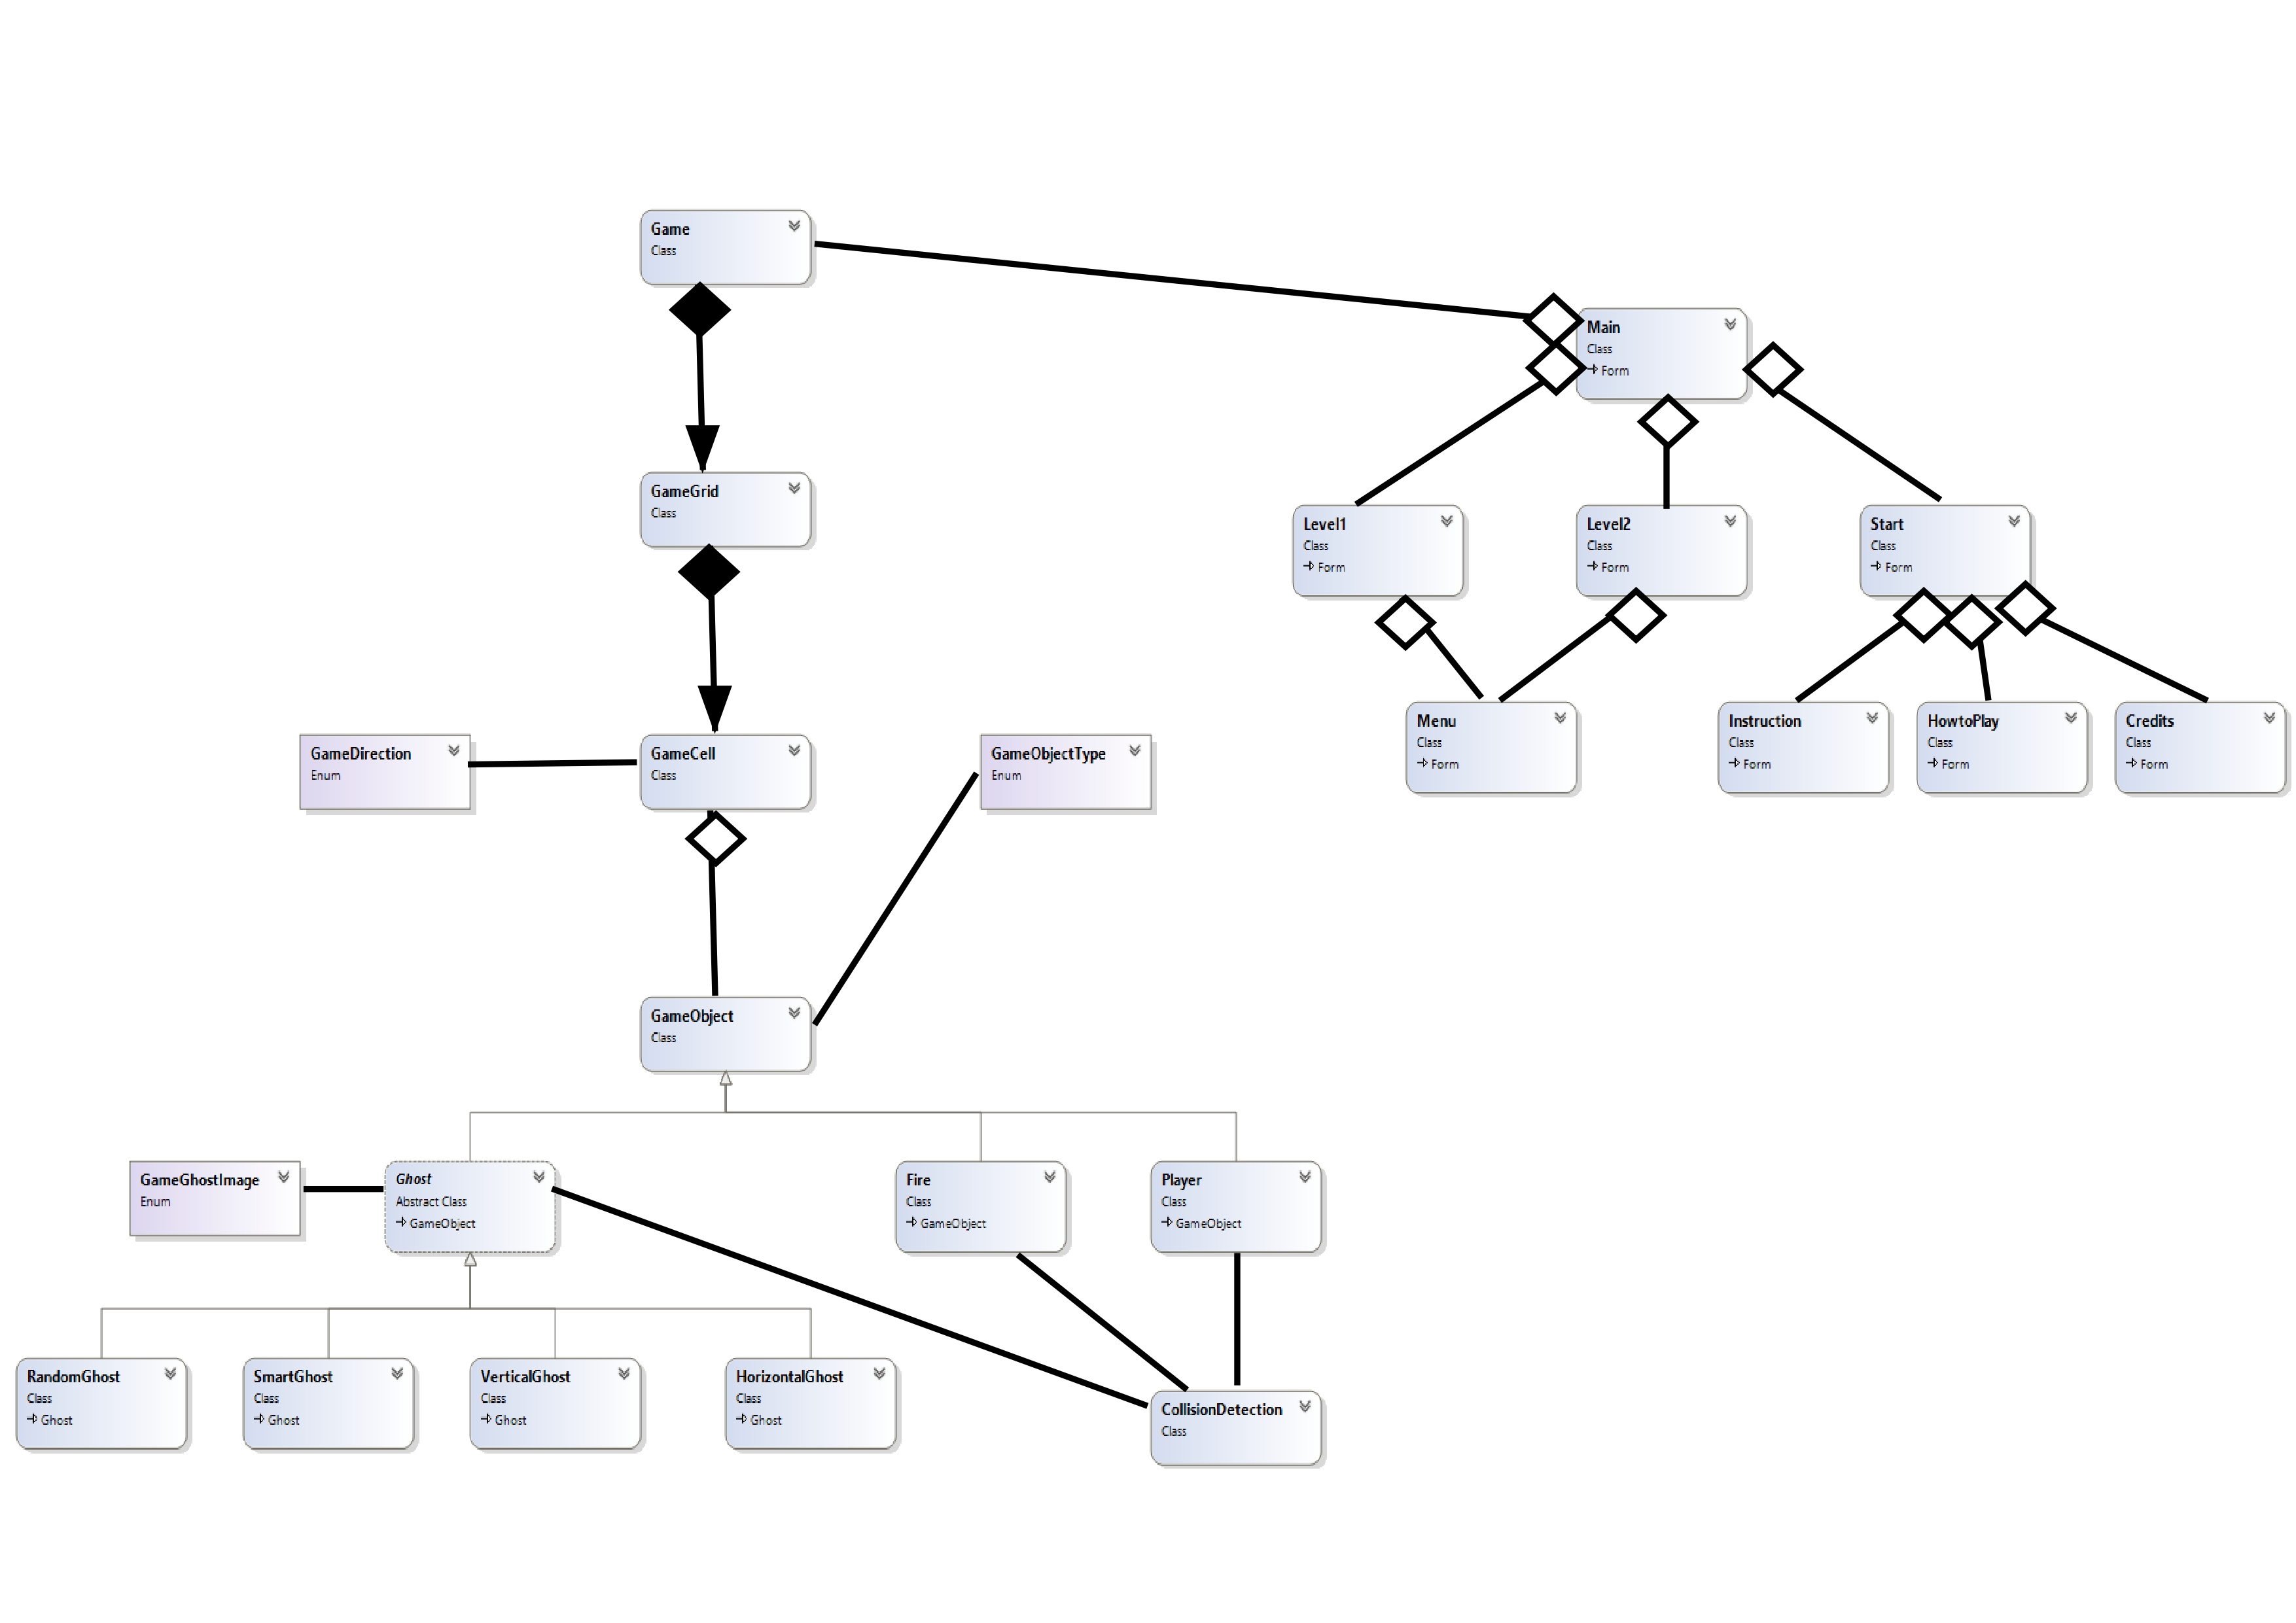 Game
Class
Main
Class
Form
GameGrid
Class
Level1
Class
Form
Level2
Class
Form
Start
Class
Form
GameDirection
Enum
GameCell
Class
GameObjectType
Enum
Menu
Class
Form
Instruction
Class
Form
HowtoPlay
Class
Form
Credits
Class
Form
GameObject
Class
GameGhostImage
Enum
Ghost
Abstract Class
GameObject
Fire
Class
GameObject
Player
Class
GameObject
RandomGhost
Class
Ghost
SmartGhost
Class
Ghost
VerticalGhost
Class
Ghost
HorizontalGhost
Class
Ghost
CollisionDetection
Class